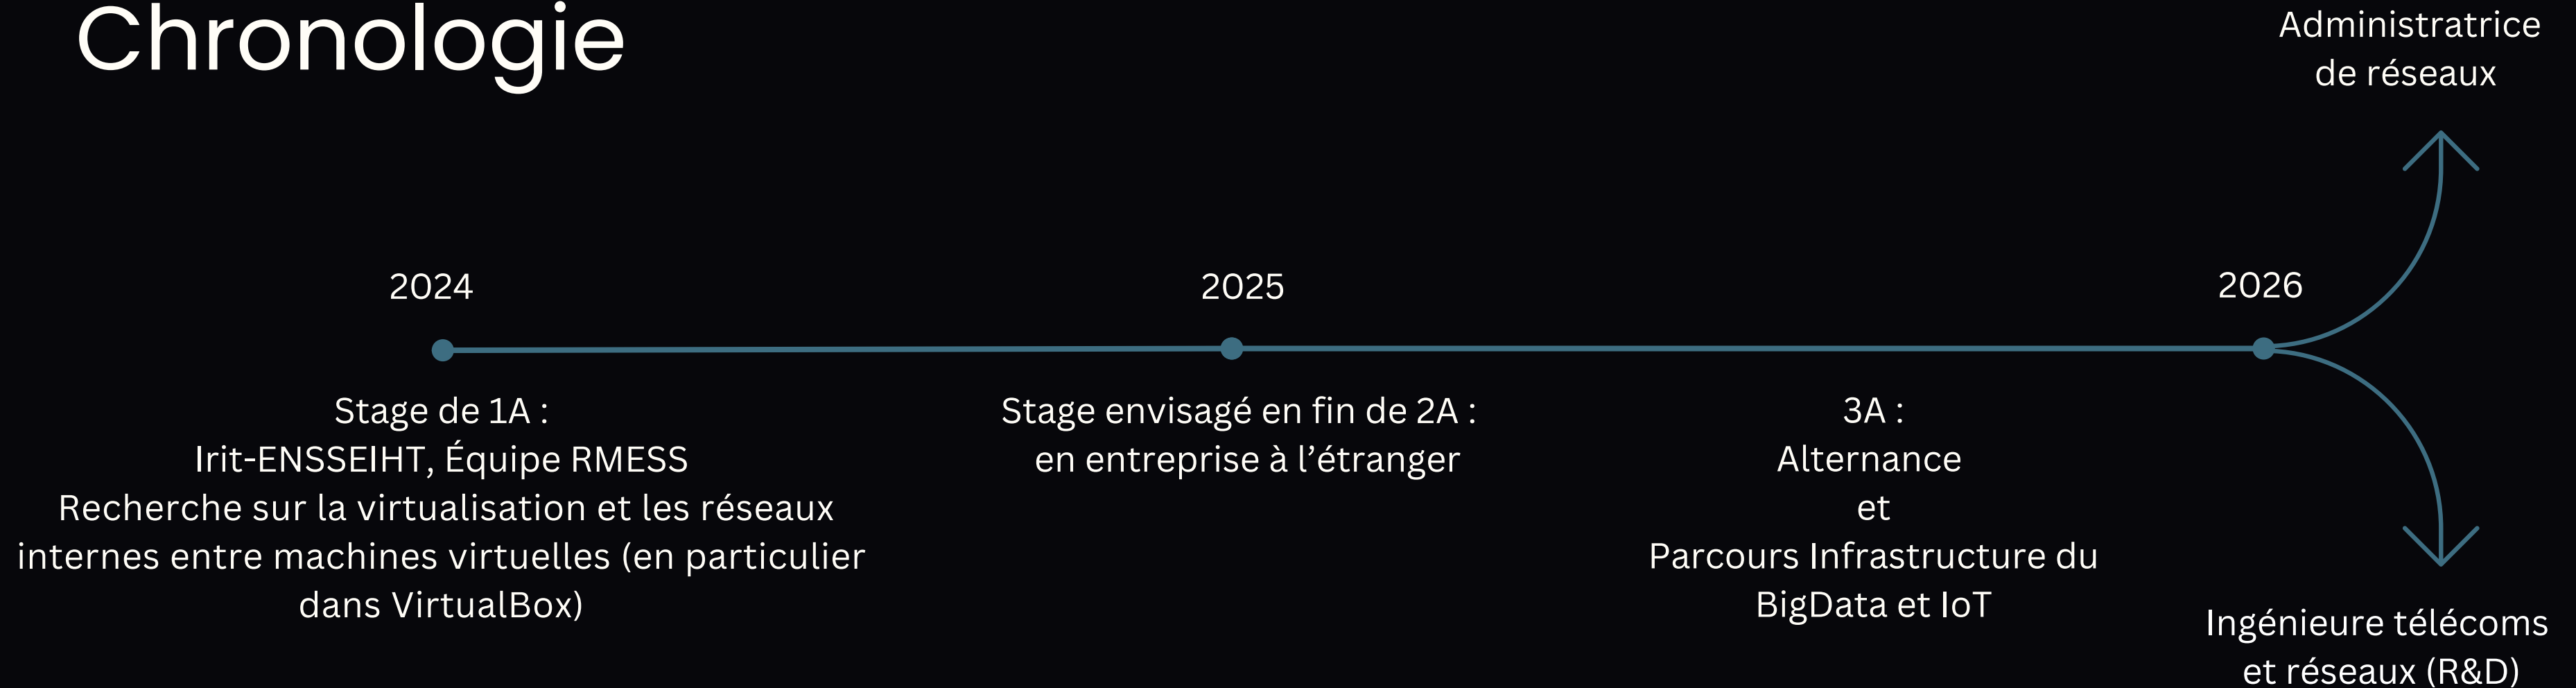 Chronologie
Administratrice
de réseaux
2024
2025
2026
Stage de 1A :
Irit-ENSSEIHT, Équipe RMESS
Recherche sur la virtualisation et les réseaux
internes entre machines virtuelles (en particulier
dans VirtualBox)
Stage envisagé en fin de 2A :
en entreprise à l’étranger
3A :
Alternance
et
Parcours Infrastructure du
BigData et IoT
Ingénieure télécoms
et réseaux (R&D)